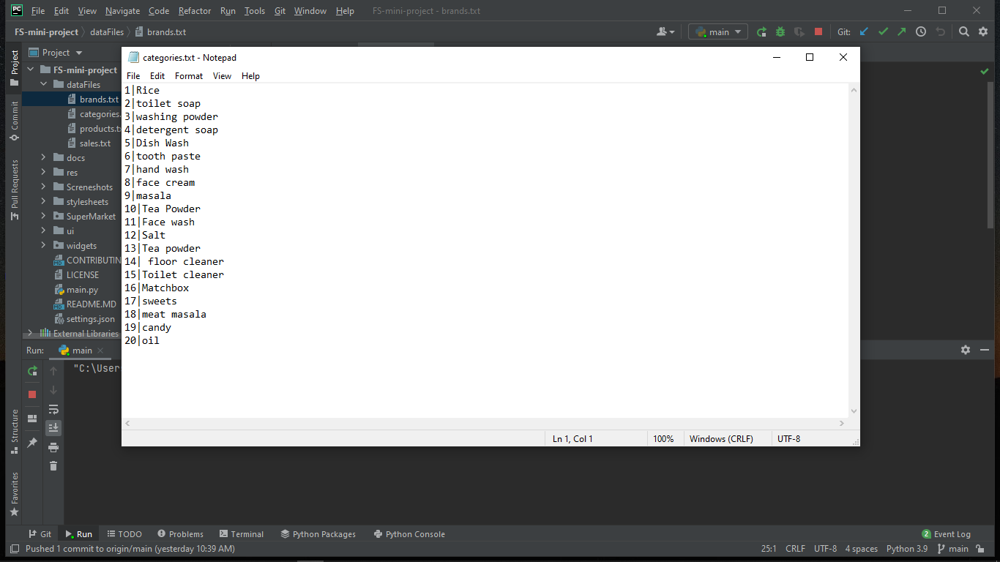 File Edit View Navigate Code Refactor Run Tools Git Window Help FS-mini-project - brands.txt
FS-mini-project dataFiles brands.txt main Git:
Project
categories.txt - Notepad
File Edit Format View Help
1|Rice
2|toilet soap
3|washing powder
4|detergent soap
5|Dish Wash
6|tooth paste
7|hand wash
8|face cream
9|masala
10|Tea Powder
11|Face wash
12|Salt
13|Tea powder
14| floor cleaner
15|Toilet cleaner
16|Matchbox
17|sweets
18|meat masala
19|candy
20|oil
Ln 1, Col 1 100% Windows (CRLF) UTF-8
Project
Commit
Pull Requests
Structure
Favorites
FS-mini-project
dataFiles
brands.txt
categories.
products.tx
sales.txt
docs
res
Screneshots
stylesheets
SuperMarket
ui
widgets
CONTRIBUTIN
LICENSE
main.py
README.MD
settings.json
External Libraries
Run: main
"C:\User
Git Run TODO Problems Terminal Python Packages Python Console 2 Event Log
Pushed 1 commit to origin/main (yesterday 10:39 AM) 25:1 CRLF UTF-8 4 spaces Python 3.9 main